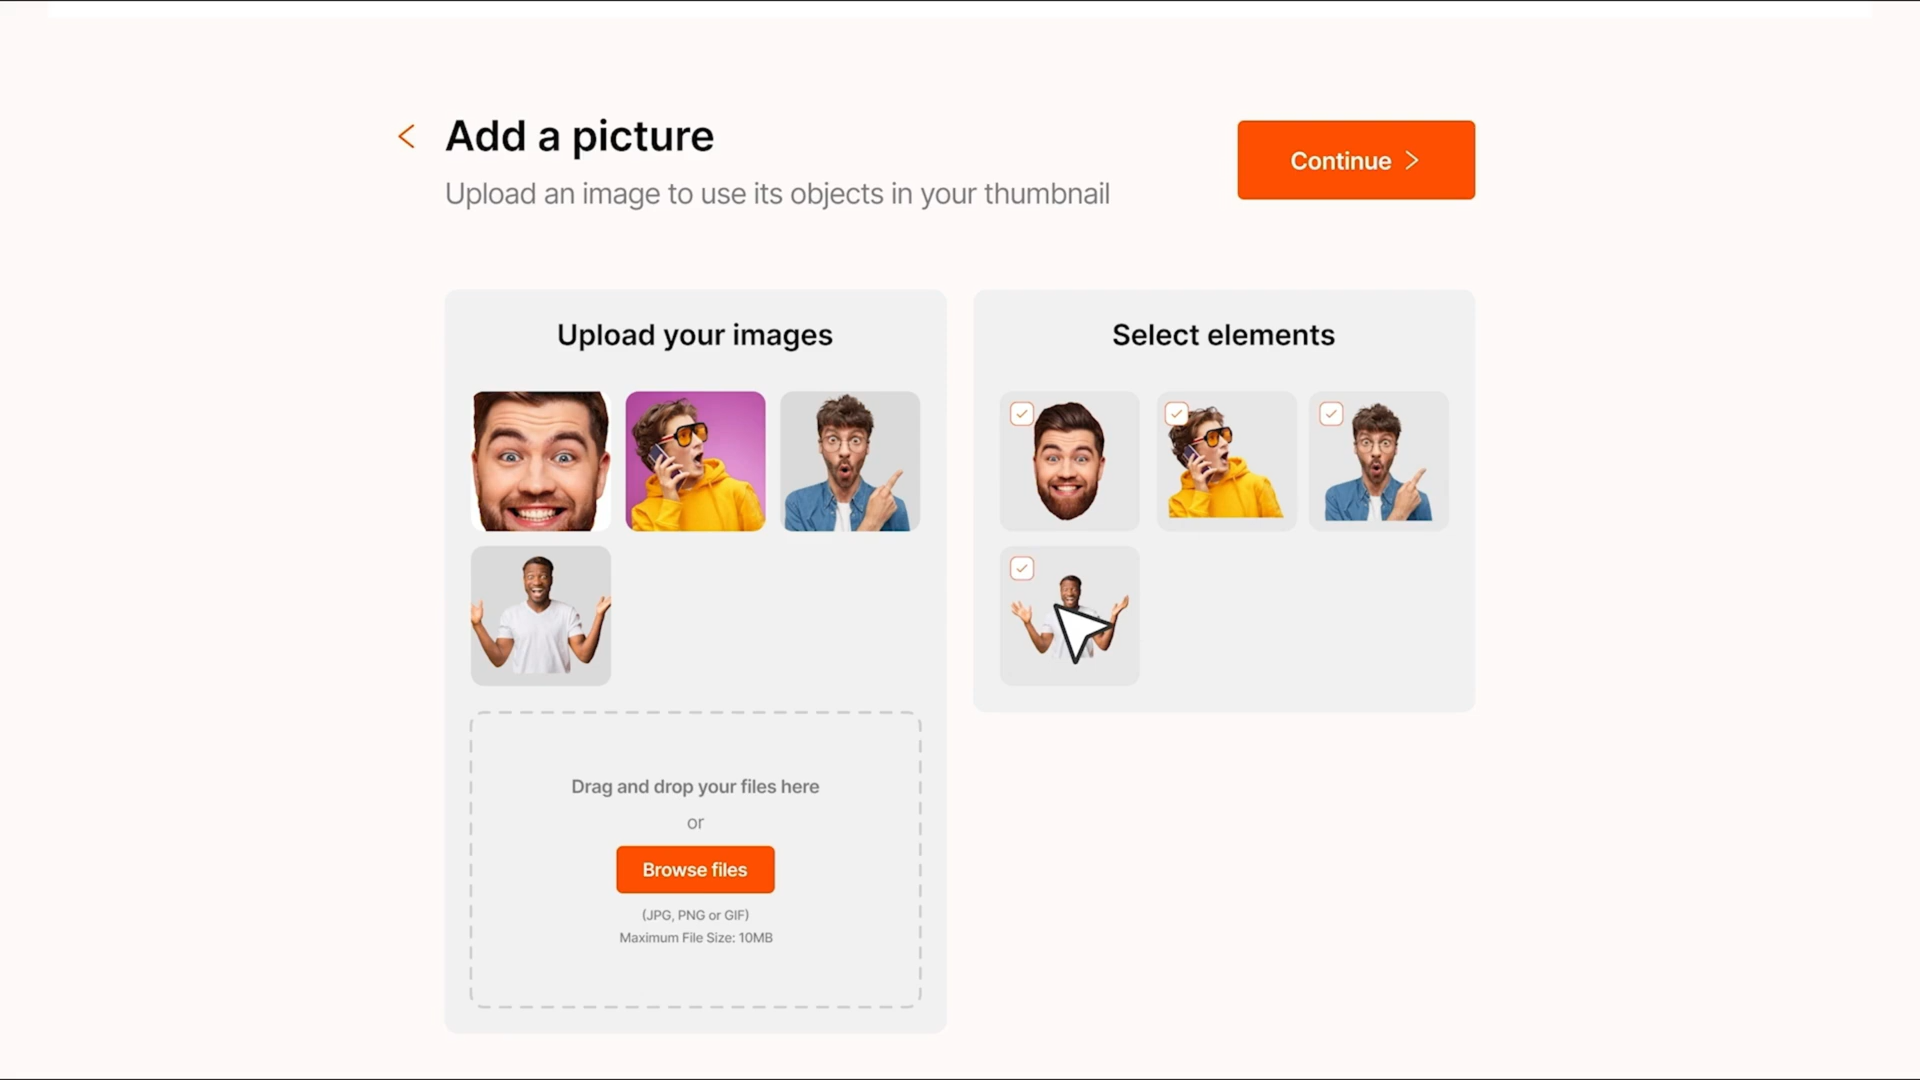 Add a picture
Continue
Upload an image to use its objects in your thumbnail
Upload your images
Select elements
Drag and drop your files here
or
Browse files
(JPG, PNG or GIF)
Maximum File Size: 10MB